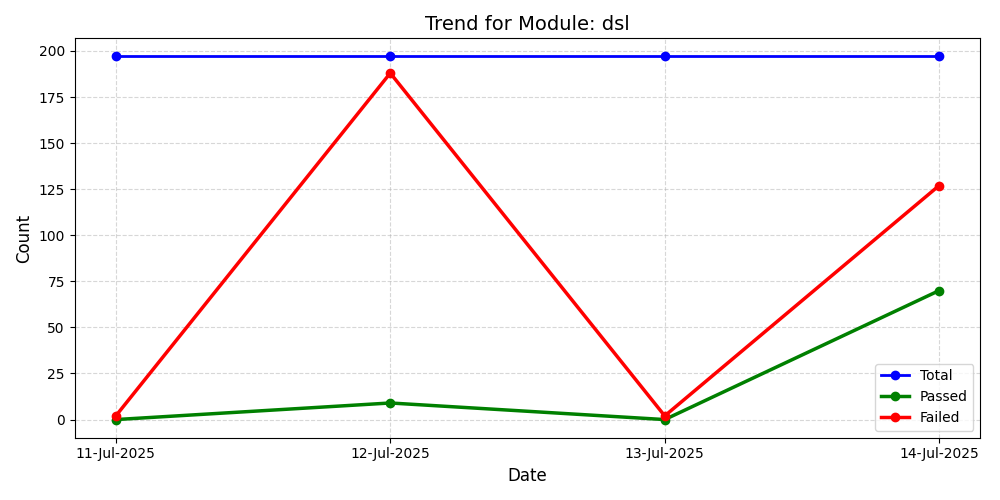 Trend for Module: dsl
200
175
150
125
100
75
50
25
0
Count
11-Jul-2025
12-Jul-2025
13-Jul-2025
14-Jul-2025
Date
Total
Passed
Failed